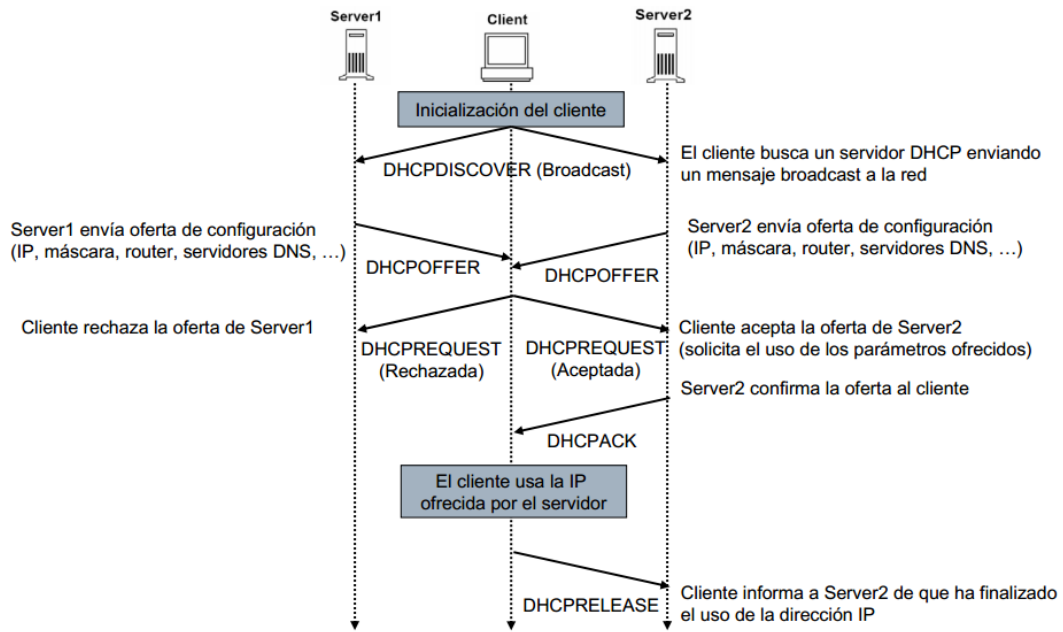 Server1
Client
Server2
Inicialización del cliente
DHCPDISCOVER (Broadcast)
El cliente busca un servidor DHCP enviando
un mensaje broadcast a la red
Server1 envía oferta de configuración
(IP, máscara, router, servidores DNS, …)
Server2 envía oferta de configuración
(IP, máscara, router, servidores DNS, …)
DHCPOFFER
DHCPOFFER
Cliente rechaza la oferta de Server1
Cliente acepta la oferta de Server2
(solicita el uso de los parámetros ofrecidos)
DHCPREQUEST
(Rechazada)
DHCPREQUEST
(Aceptada)
Server2 confirma la oferta al cliente
DHCPACK
El cliente usa la IP
ofrecida por el servidor
DHCPRELEASE
Cliente informa a Server2 de que ha finalizado
el uso de la dirección IP